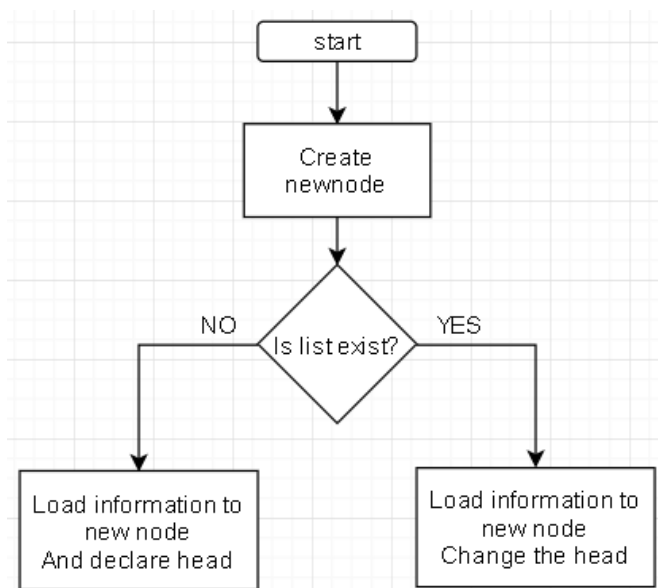 start
Create
newnode
NO
YES
Is list exist?
Load information to
new node
And declare head
Load information to
new node
Change the head